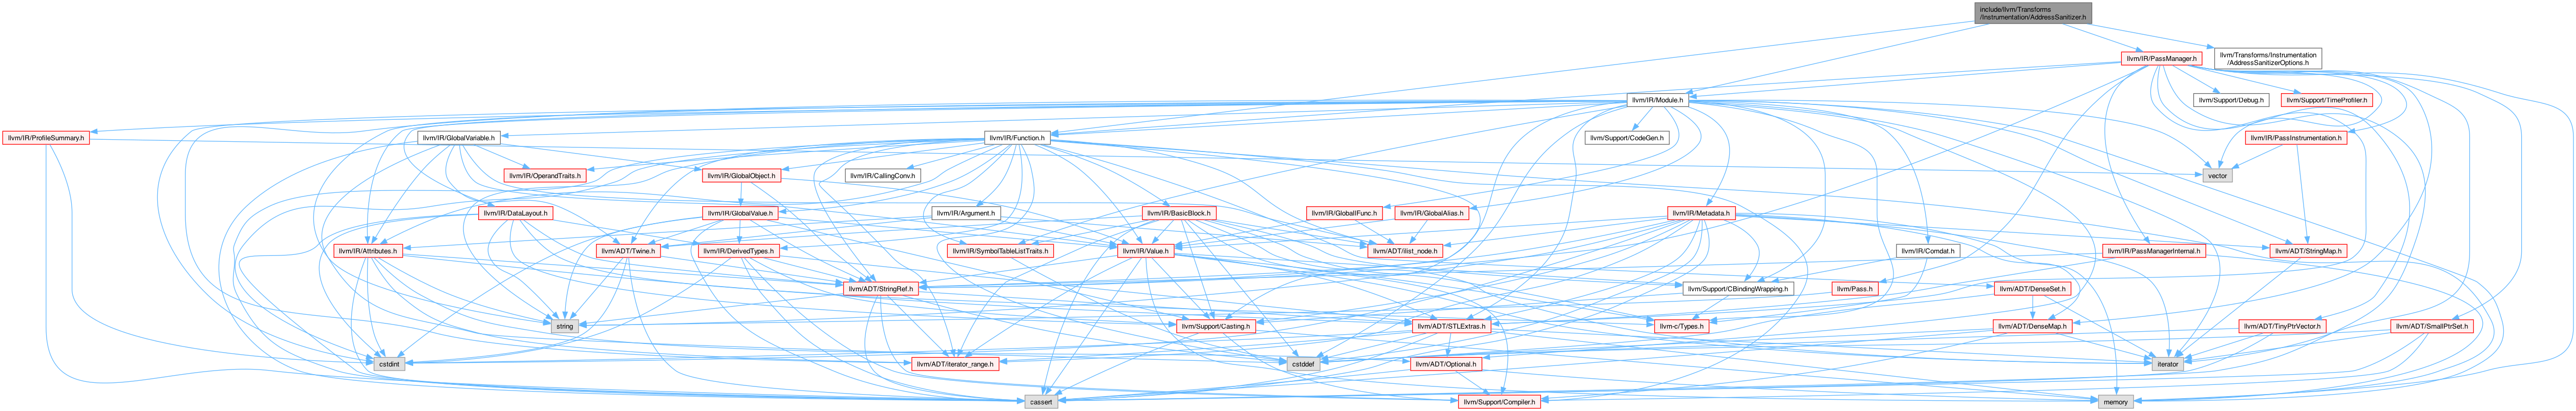 include/llvm/Transforms
/Instrumentation/AddressSanitizer.h
llvm/IR/PassManager.h
llvm/Transforms/Instrumentation
/AddressSanitizerOptions.h
llvm/IR/Module.h
llvm/Support/Debug.h
llvm/Support/TimeProfiler.h
llvm/IR/ProfileSummary.h
llvm/IR/GlobalVariable.h
llvm/IR/Function.h
llvm/Support/CodeGen.h
llvm/IR/PassInstrumentation.h
llvm/IR/OperandTraits.h
llvm/IR/GlobalObject.h
llvm/IR/CallingConv.h
vector
llvm/IR/DataLayout.h
llvm/IR/GlobalValue.h
llvm/IR/Argument.h
llvm/IR/BasicBlock.h
llvm/IR/GlobalIFunc.h
llvm/IR/GlobalAlias.h
llvm/IR/Metadata.h
llvm/IR/Attributes.h
llvm/ADT/Twine.h
llvm/IR/DerivedTypes.h
llvm/IR/SymbolTableListTraits.h
llvm/IR/Value.h
llvm/ADT/ilist_node.h
llvm/IR/Comdat.h
llvm/IR/PassManagerInternal.h
llvm/ADT/StringMap.h
llvm/ADT/StringRef.h
llvm/Support/CBindingWrapping.h
llvm/Pass.h
llvm/ADT/DenseSet.h
string
llvm/Support/Casting.h
llvm/ADT/STLExtras.h
llvm-c/Types.h
llvm/ADT/DenseMap.h
llvm/ADT/TinyPtrVector.h
llvm/ADT/SmallPtrSet.h
cstdint
llvm/ADT/iterator_range.h
cstddef
llvm/ADT/Optional.h
iterator
cassert
llvm/Support/Compiler.h
memory